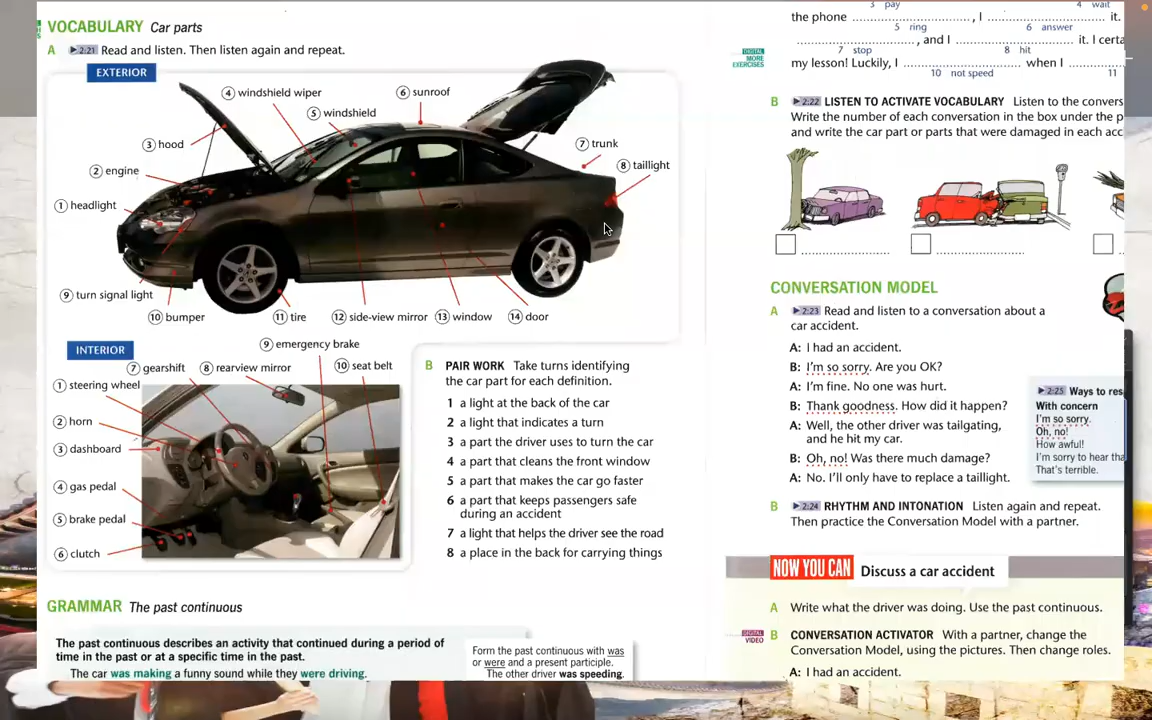 VOCABULARY Car parts
A 2:21 Read and listen. Then listen again and repeat.
EXTERIOR
4 windshield wiper
6 sunroof
5 windshield
3 hood
7 trunk
2 engine
8 taillight
1 headlight
9 turn signal light
10 bumper
11 tire
12 side-view mirror
13 window
14 door
INTERIOR
9 emergency brake
7 gearshift
8 rearview mirror
10 seat belt
1 steering wheel
2 horn
3 dashboard
4 gas pedal
5 brake pedal
6 clutch
B PAIR WORK Take turns identifying
the car part for each definition.
1 a light at the back of the car
2 a light that indicates a turn
3 a part the driver uses to turn the car
4 a part that cleans the front window
5 a part that makes the car go faster
6 a part that keeps passengers safe
during an accident
7 a light that helps the driver see the road
8 a place in the back for carrying things
GRAMMAR The past continuous
The past continuous describes an activity that continued during a period of
time in the past or at a specific time in the past.
The car was making a funny sound while they were driving.
Form the past continuous with was
or were and a present participle.
The other driver was speeding.
3 pay 4 wait
the phone ............................, I ............................ it.
5 ring 6 answer
............................, and I ............................ it. I certa
7 stop 8 hit
my lesson! Luckily, I ............................ when I ..............
10 not speed 11
DIGITAL
MORE
EXERCISES
B 2:22 LISTEN TO ACTIVATE VOCABULARY Listen to the convers
Write the number of each conversation in the box under the p
and write the car part or parts that were damaged in each acc
CONVERSATION MODEL
A 2:23 Read and listen to a conversation about a
car accident.
A: I had an accident.
B: I'm so sorry. Are you OK?
A: I'm fine. No one was hurt.
B: Thank goodness. How did it happen?
A: Well, the other driver was tailgating,
and he hit my car.
B: Oh, no! Was there much damage?
A: No. I'll only have to replace a taillight.
2:25 Ways to res
With concern
I'm so sorry.
Oh, no!
How awful!
I'm sorry to hear tha
That's terrible.
B 2:24 RHYTHM AND INTONATION Listen again and repeat.
Then practice the Conversation Model with a partner.
NOW YOU CAN Discuss a car accident
A Write what the driver was doing. Use the past continuous.
DIGITAL
VIDEO
B CONVERSATION ACTIVATOR With a partner, change the
Conversation Model, using the pictures. Then change roles.
A: I had an accident.